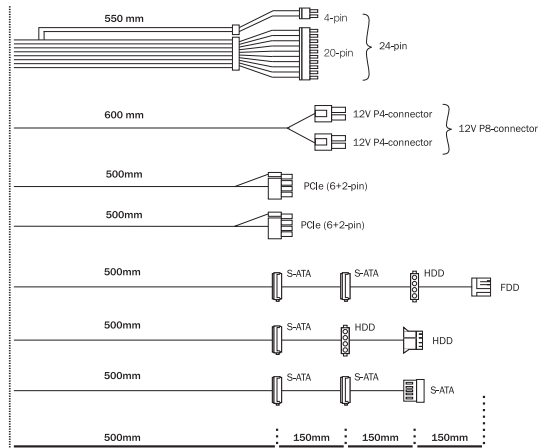 550 mm
4-pin
20-pin
24-pin
600 mm
12V P4-connector
12V P4-connector
12V P8-connector
500mm
PCIe (6+2-pin)
500mm
PCIe (6+2-pin)
500mm
S-ATA
S-ATA
HDD
FDD
500mm
S-ATA
HDD
HDD
500mm
S-ATA
S-ATA
S-ATA
500mm
150mm
150mm
150mm